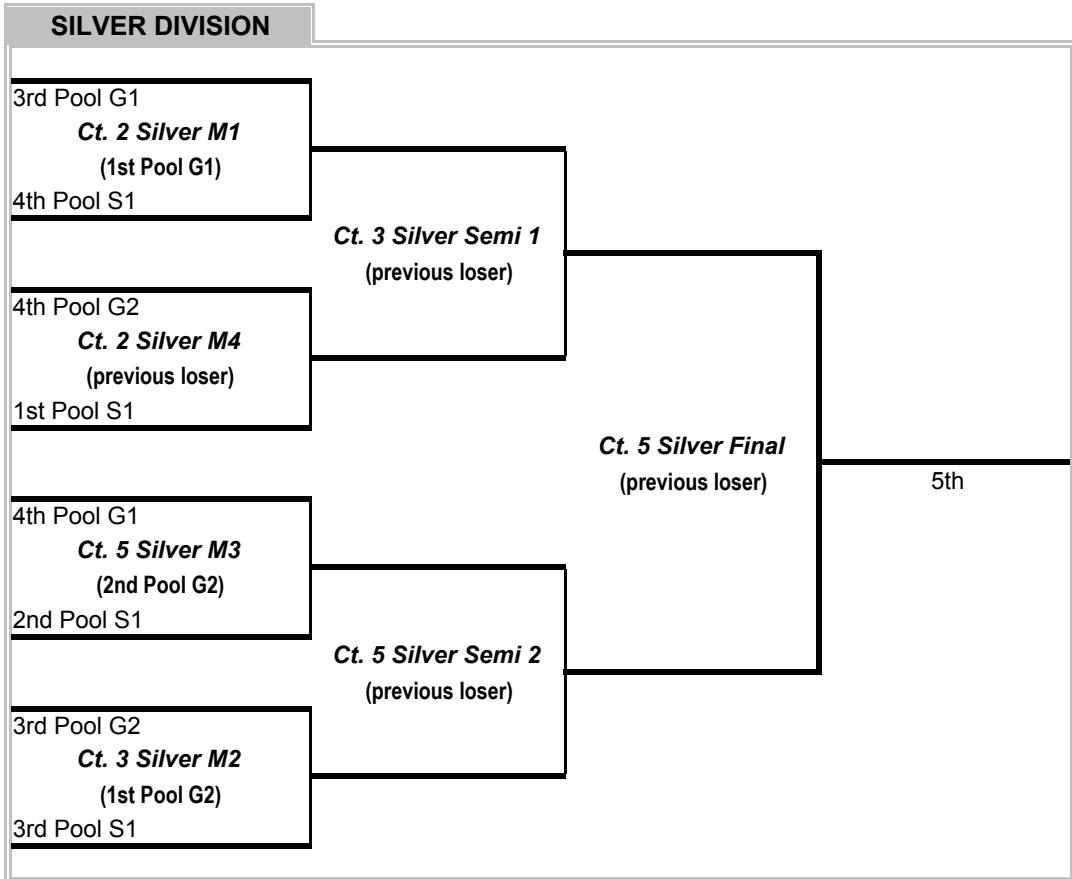 SILVER DIVISION
3rd Pool G1
Ct. 2 Silver M1
(1st Pool G1)
4th Pool S1
Ct. 3 Silver Semi 1
(previous loser)
4th Pool G2
Ct. 2 Silver M4
(previous loser)
1st Pool S1
Ct. 5 Silver Final
(previous loser)
5th
4th Pool G1
Ct. 5 Silver M3
(2nd Pool G2)
2nd Pool S1
Ct. 5 Silver Semi 2
(previous loser)
3rd Pool G2
Ct. 3 Silver M2
(1st Pool G2)
3rd Pool S1